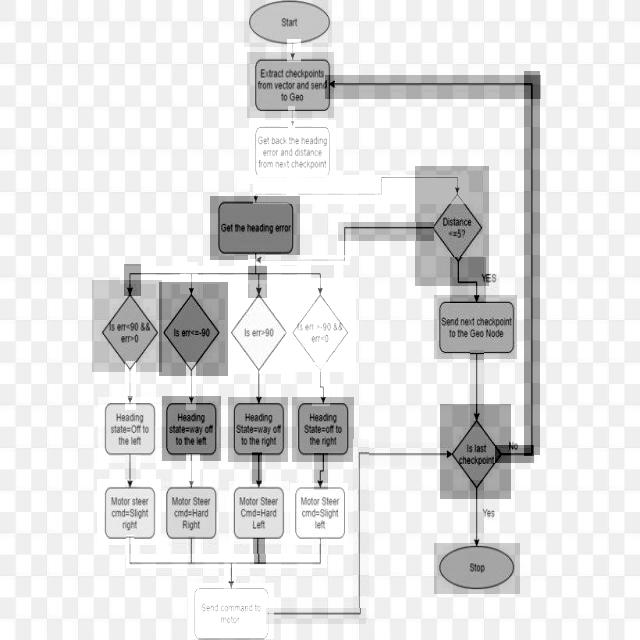 Start
Extract checkpoints
from vector and send
to Geo
Get back the heading
error and distance
from next checkpoint
Get the heading error
Distance
<=5?
YES
Send next checkpoint
to the Geo Node
Is err<90 &&
err>0
Is err<=-90
Is err>90
Is err >-90 &&
err<0
Heading
state=Off to
the left
Heading
state=way off
to the left
Heading
State=way off
to the right
Heading
State=off to
the right
Is last
checkpoint
No
Motor steer
cmd=Slight
right
Motor Steer
cmd=Hard
Right
Motor Steer
Cmd=Hard
Left
Motor Steer
cmd=Slight
left
Yes
Stop
Send command to
motor